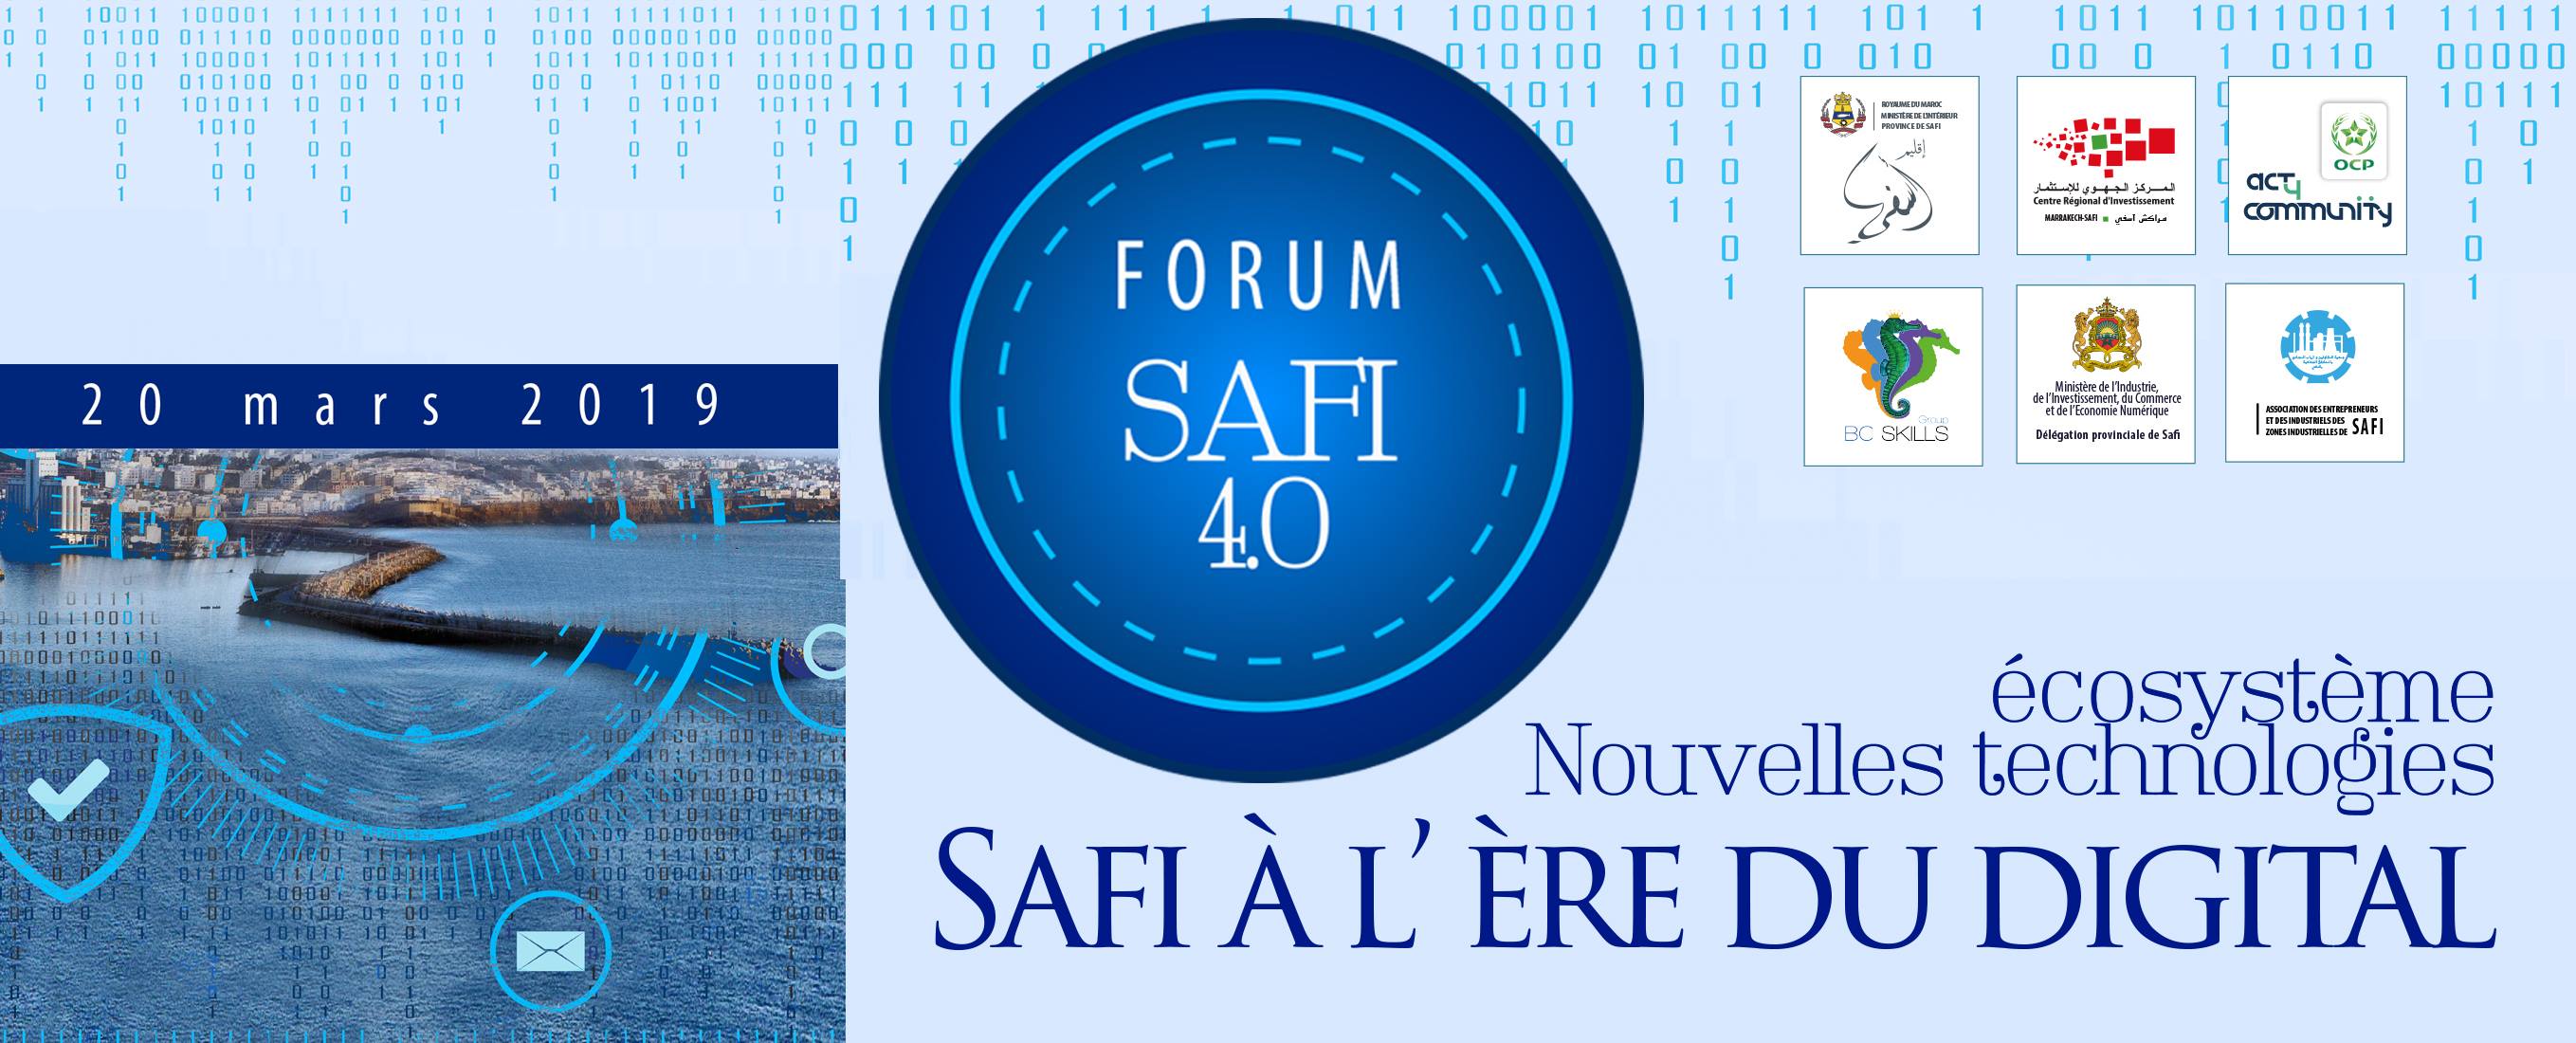 20 mars 2019
FORUM
SAFI
4.0
ROYAUME DU MAROC
MINISTÈRE DE L'INTÉRIEUR
PROVINCE DE SAFI
إقليم
المركز الجهوي للإستثمار
Centre Régional d'Investissement
MARRAKECH-SAFI مراكش آسفي
OCP
act4
community
Group
BC SKILLS
Ministère de l'Industrie,
de l'Investissement, du Commerce
et de l'Economie Numérique
Délégation provinciale de Safi
ASSOCIATION DES ENTREPRENEURS
ET DES INDUSTRIELS DES
ZONES INDUSTRIELLES DE SAFI
écosystème
Nouvelles technologies
SAFI À L' ÈRE DU DIGITAL